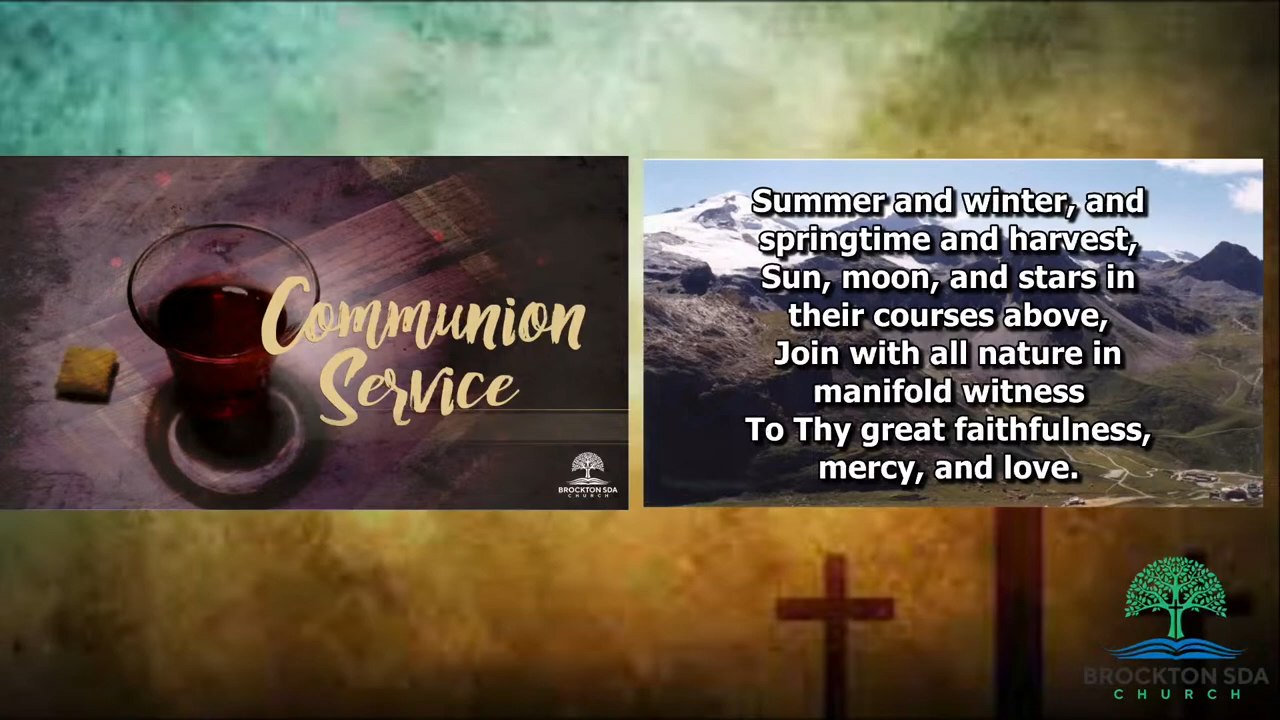 Communion
Service
BROCKTON SDA
CHURCH
Summer and winter, and
springtime and harvest,
Sun, moon, and stars in
their courses above,
Join with all nature in
manifold witness
To Thy great faithfulness,
mercy, and love.
BROCKTON SDA
CHURCH